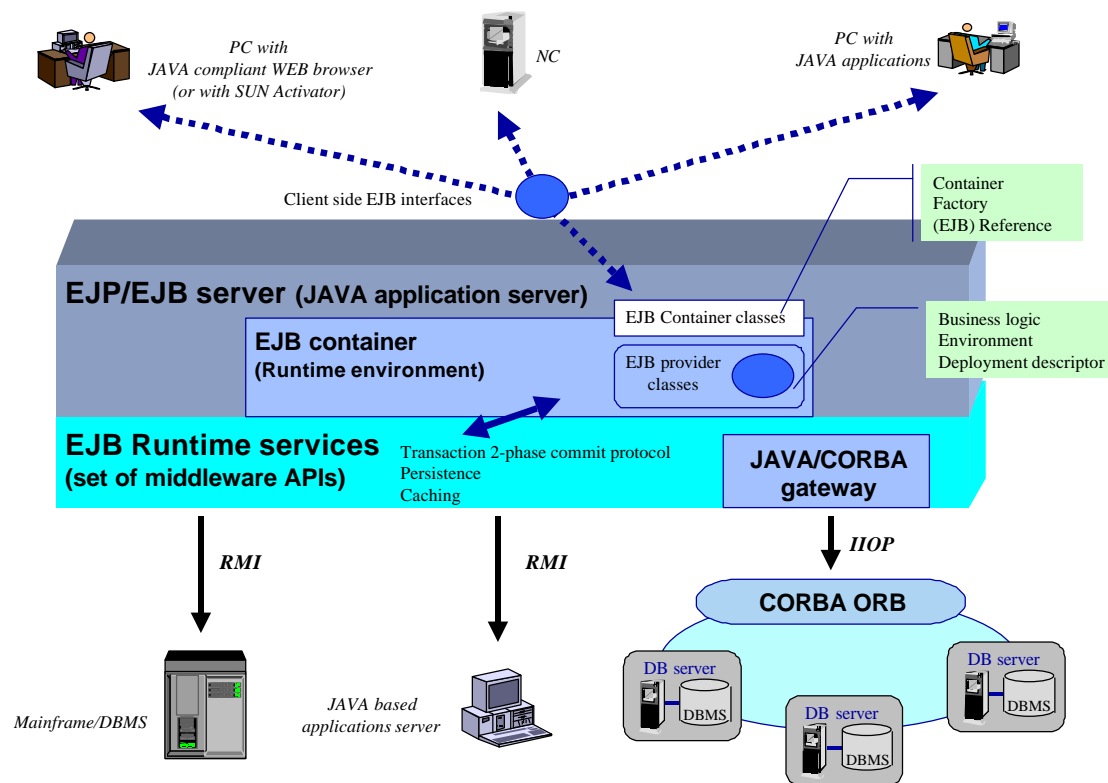 PC with
JAVA compliant WEB browser
(or with SUN Activator)
NC
PC with
JAVA applications
Client side EJB interfaces
Container
Factory
(EJB) Reference
EJP/EJB server (JAVA application server)
EJB Container classes
EJB container
(Runtime environment)
EJB provider
classes
Business logic
Environment
Deployment descriptor
EJB Runtime services
(set of middleware APIs)
Transaction 2-phase commit protocol
Persistence
Caching
JAVA/CORBA
gateway
RMI
RMI
IIOP
CORBA ORB
Mainframe/DBMS
JAVA based
applications server
DB server
DBMS
DB server
DBMS
DB server
DBMS